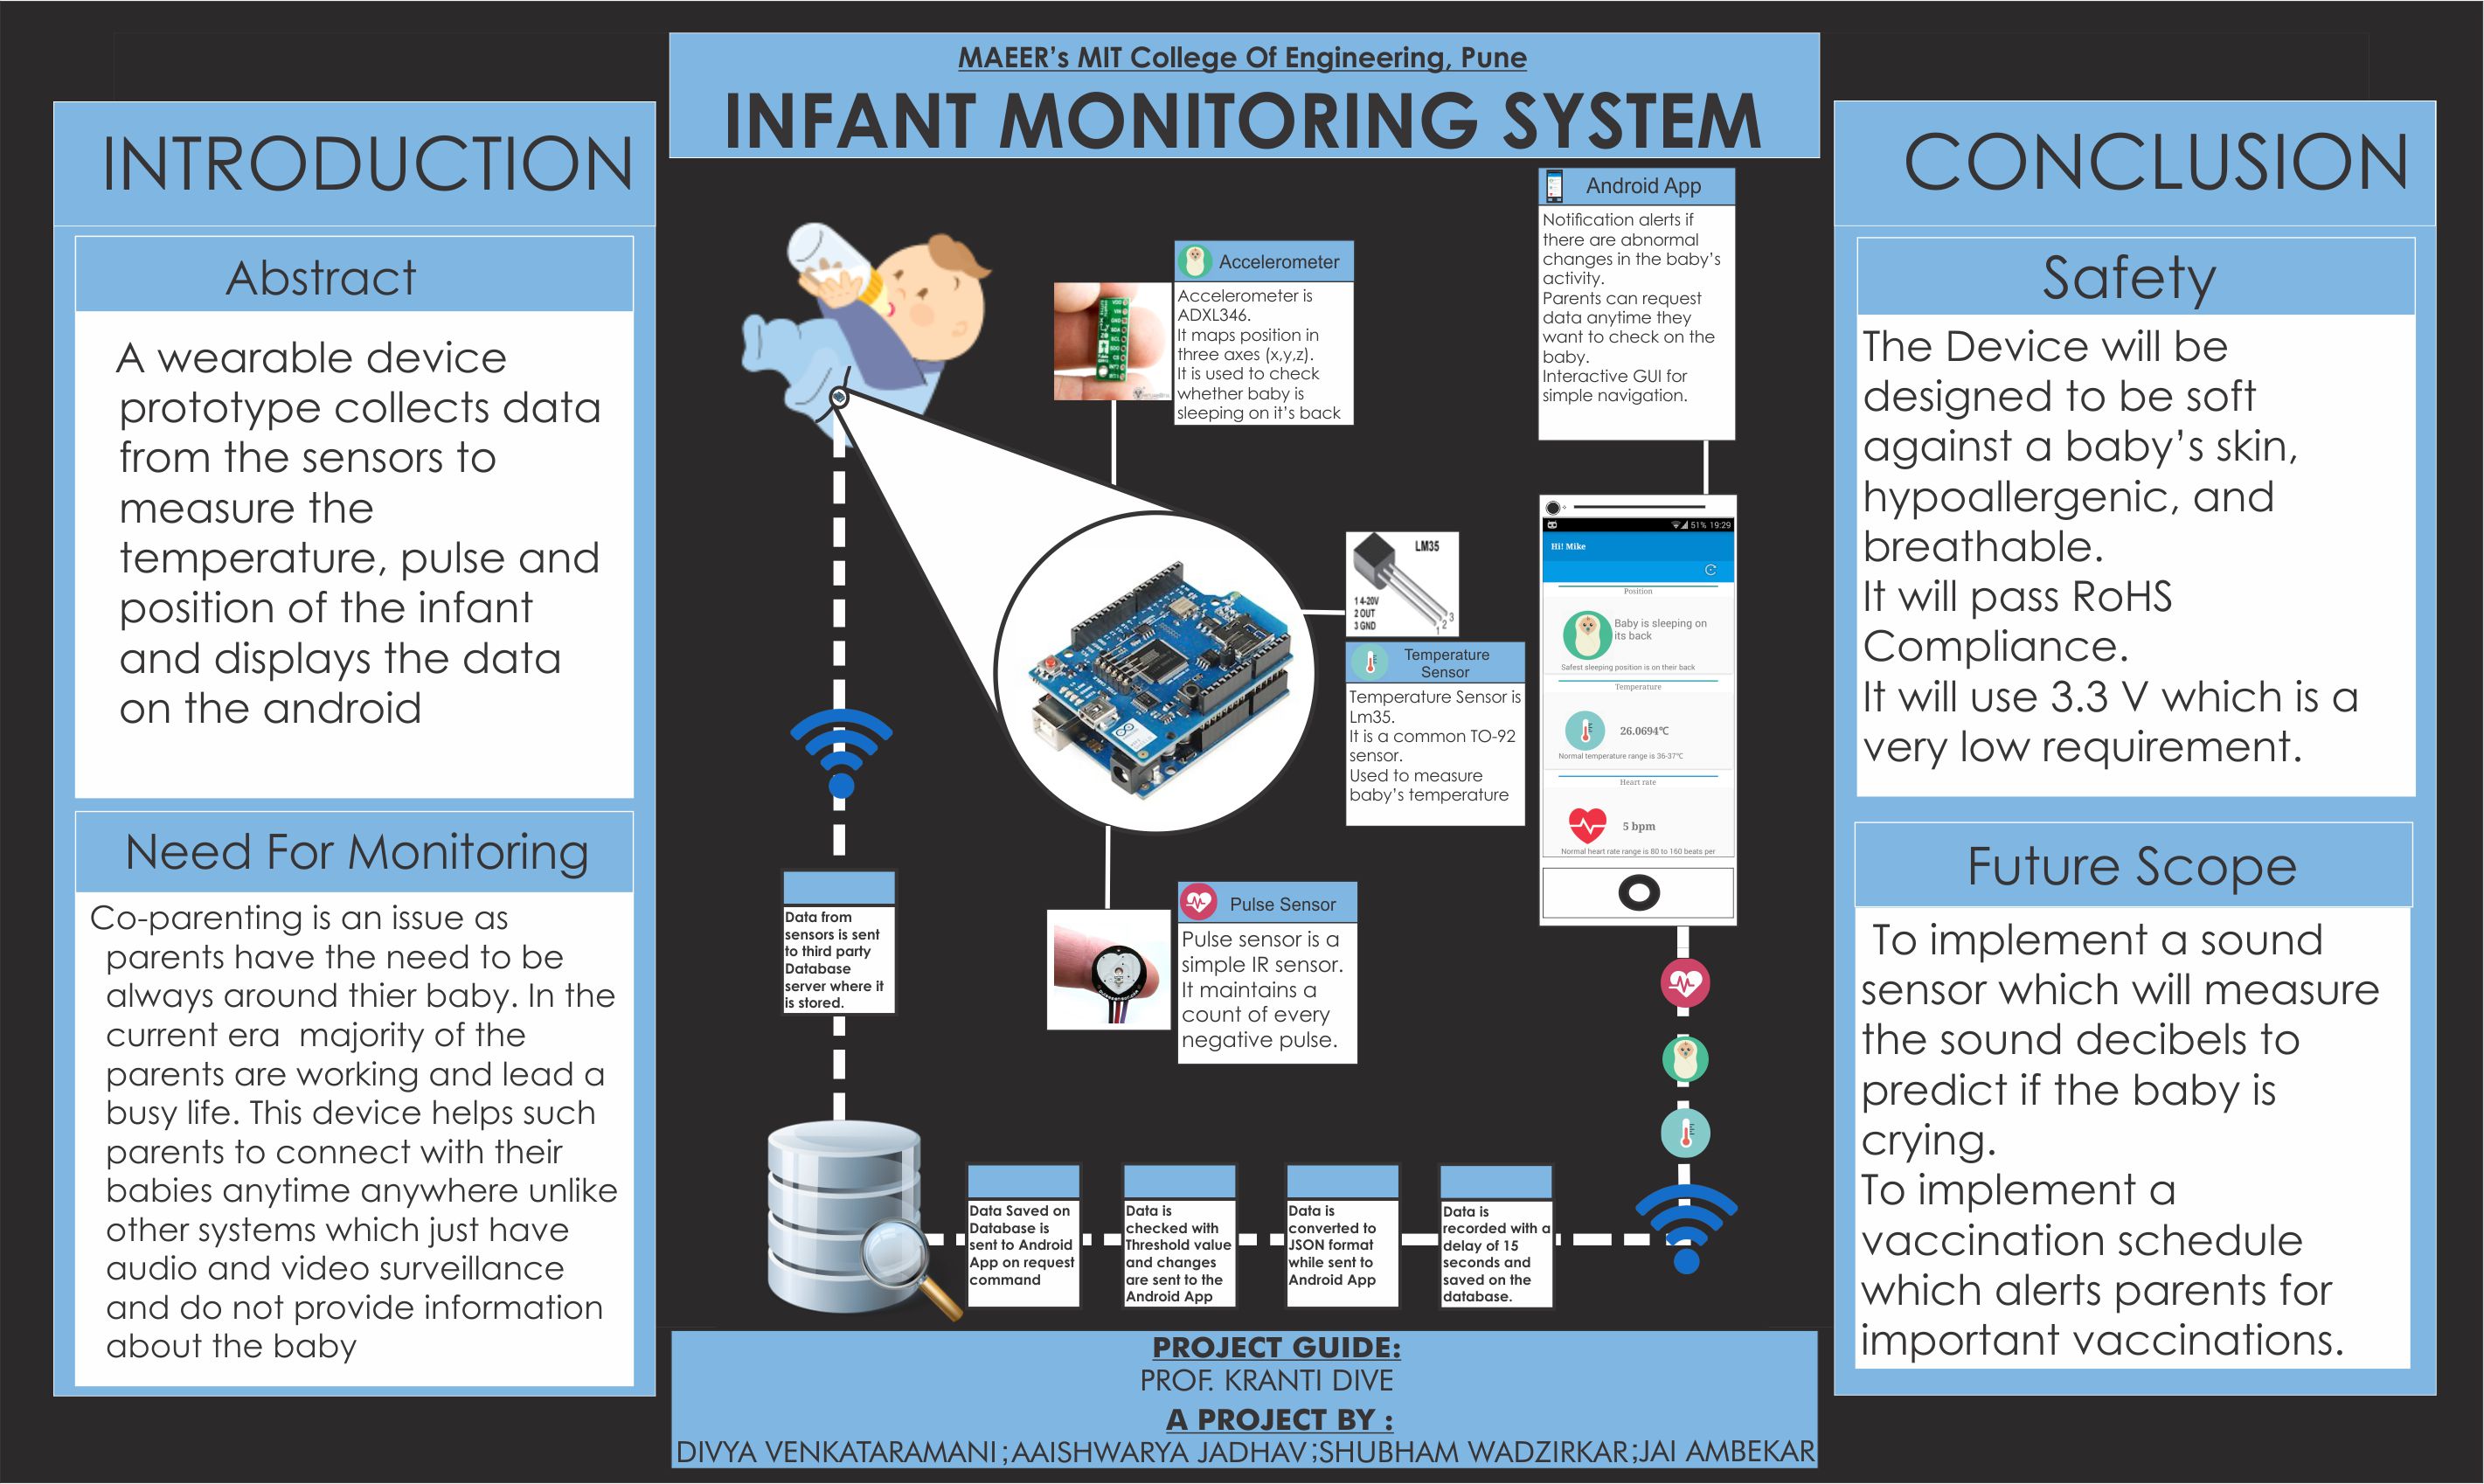 MAEER's MIT College Of Engineering, Pune
INFANT MONITORING SYSTEM
INTRODUCTION
Abstract
A wearable device
prototype collects data
from the sensors to
measure the
temperature, pulse and
position of the infant
and displays the data
on the android
Need For Monitoring
Co-parenting is an issue as
parents have the need to be
always around thier baby. In the
current era majority of the
parents are working and lead a
busy life. This device helps such
parents to connect with their
babies anytime anywhere unlike
other systems which just have
audio and video surveillance
and do not provide information
about the baby
Accelerometer
Accelerometer is
ADXL346.
It maps position in
three axes (x,y,z).
It is used to check
whether baby is
sleeping on it's back
Android App
Notification alerts if
there are abnormal
changes in the baby's
activity.
Parents can request
data anytime they
want to check on the
baby.
Interactive GUI for
simple navigation.
LM35
1 4-20V
2 OUT
3 GND
1 2 3
Temperature
Sensor
Temperature Sensor is
Lm35.
It is a common TO-92
sensor.
Used to measure
baby's temperature
51% 19:29
Hi! Mike
Position
Baby is sleeping on
its back
Safest sleeping position is on their back
Temperature
26.0694°C
Normal temperature range is 36-37°C
Heart rate
5 bpm
Normal heart rate range is 80 to 160 beats per
Pulse Sensor
Pulse sensor is a
simple IR sensor.
It maintains a
count of every
negative pulse.
Data from
sensors is sent
to third party
Database
server where it
is stored.
Data Saved on
Database is
sent to Android
App on request
command
Data is
checked with
Threshold value
and changes
are sent to the
Android App
Data is
converted to
JSON format
while sent to
Android App
Data is
recorded with a
delay of 15
seconds and
saved on the
database.
PROJECT GUIDE:
PROF. KRANTI DIVE
A PROJECT BY :
DIVYA VENKATARAMANI ;AAISHWARYA JADHAV ;SHUBHAM WADZIRKAR ;JAI AMBEKAR
CONCLUSION
Safety
The Device will be
designed to be soft
against a baby's skin,
hypoallergenic, and
breathable.
It will pass RoHS
Compliance.
It will use 3.3 V which is a
very low requirement.
Future Scope
To implement a sound
sensor which will measure
the sound decibels to
predict if the baby is
crying.
To implement a
vaccination schedule
which alerts parents for
important vaccinations.